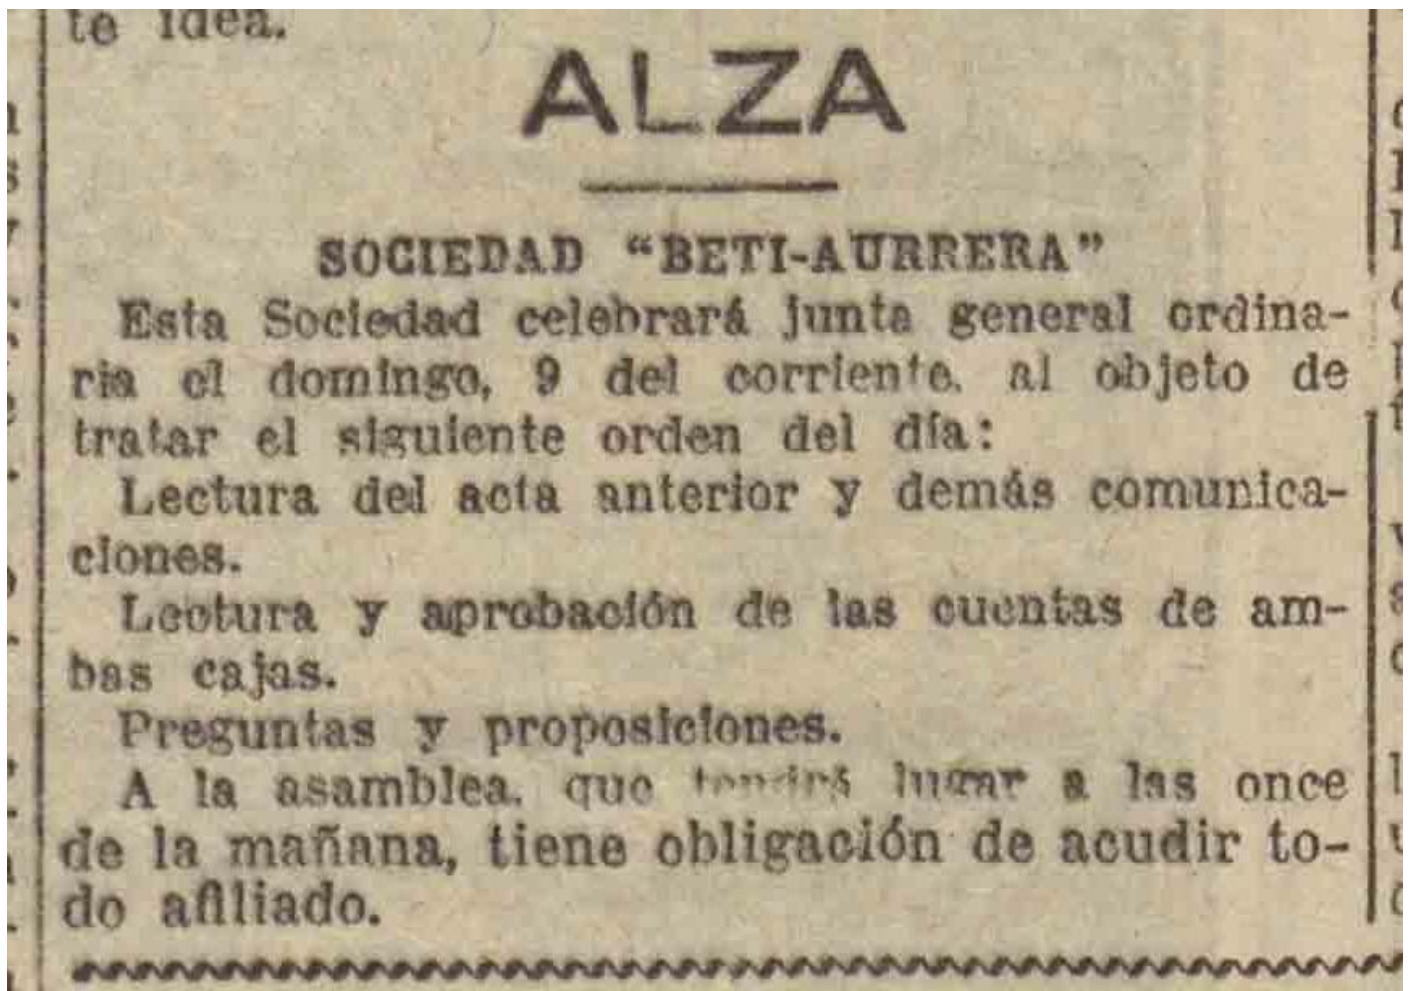 te idea.
ALZA
SOCIEDAD “BETI-AURRERA”
Esta Sociedad celebrará junta general ordina-
ria el domingo, 9 del corriente, al objeto de
tratar el siguiente orden del día:
Lectura del acta anterior y demás comunica-
ciones.
Lectura y aprobación de las cuentas de am-
bas cajas.
Preguntas y proposiciones.
A la asamblea, que tendrá lugar a las once
de la mañana, tiene obligación de acudir to-
do afiliado.